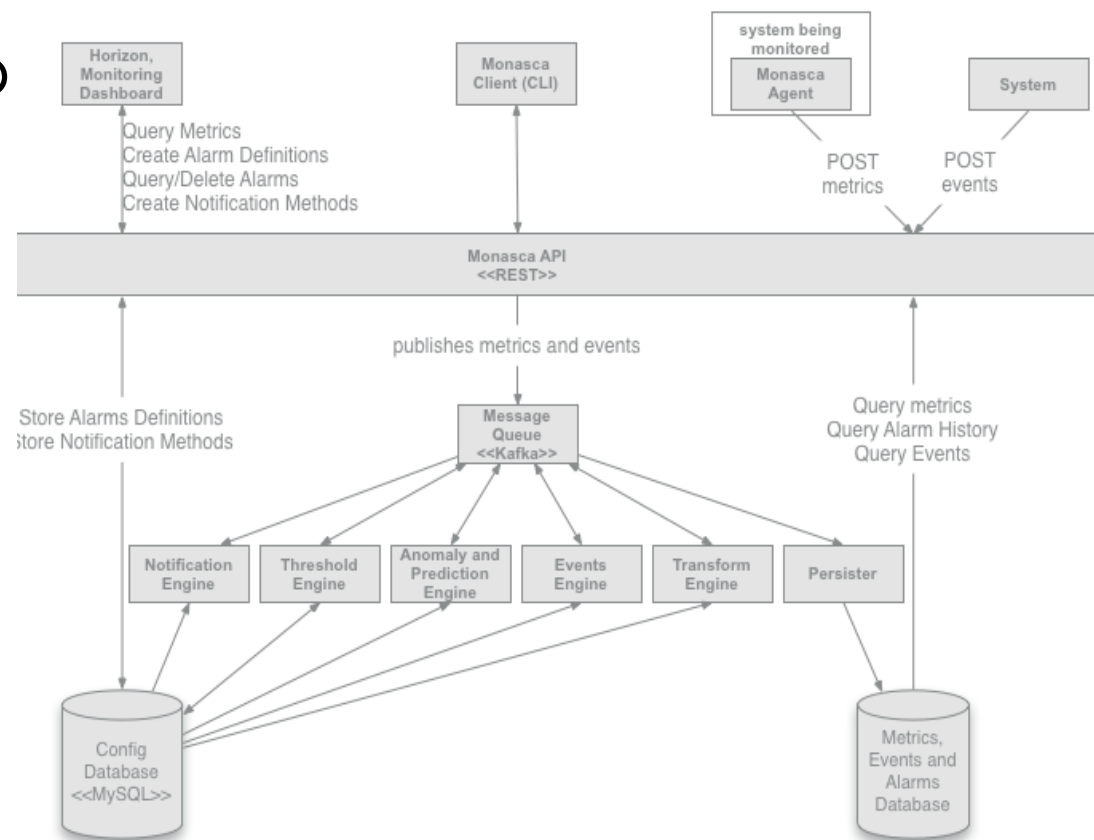 Horizon,
Monitoring
Dashboard
Monasca
Client (CLI)
system being
monitored
Monasca
Agent
System
Query Metrics
Create Alarm Definitions
Query/Delete Alarms
Create Notification Methods
POST
metrics
POST
events
Monasca API
<<REST>>
publishes metrics and events
Store Alarms Definitions
Store Notification Methods
Message
Queue
<<Kafka>>
Query metrics
Query Alarm History
Query Events
Notification
Engine
Threshold
Engine
Anomaly and
Prediction
Engine
Events
Engine
Transform
Engine
Persister
Config
Database
<<MySQL>>
Metrics,
Events and
Alarms
Database